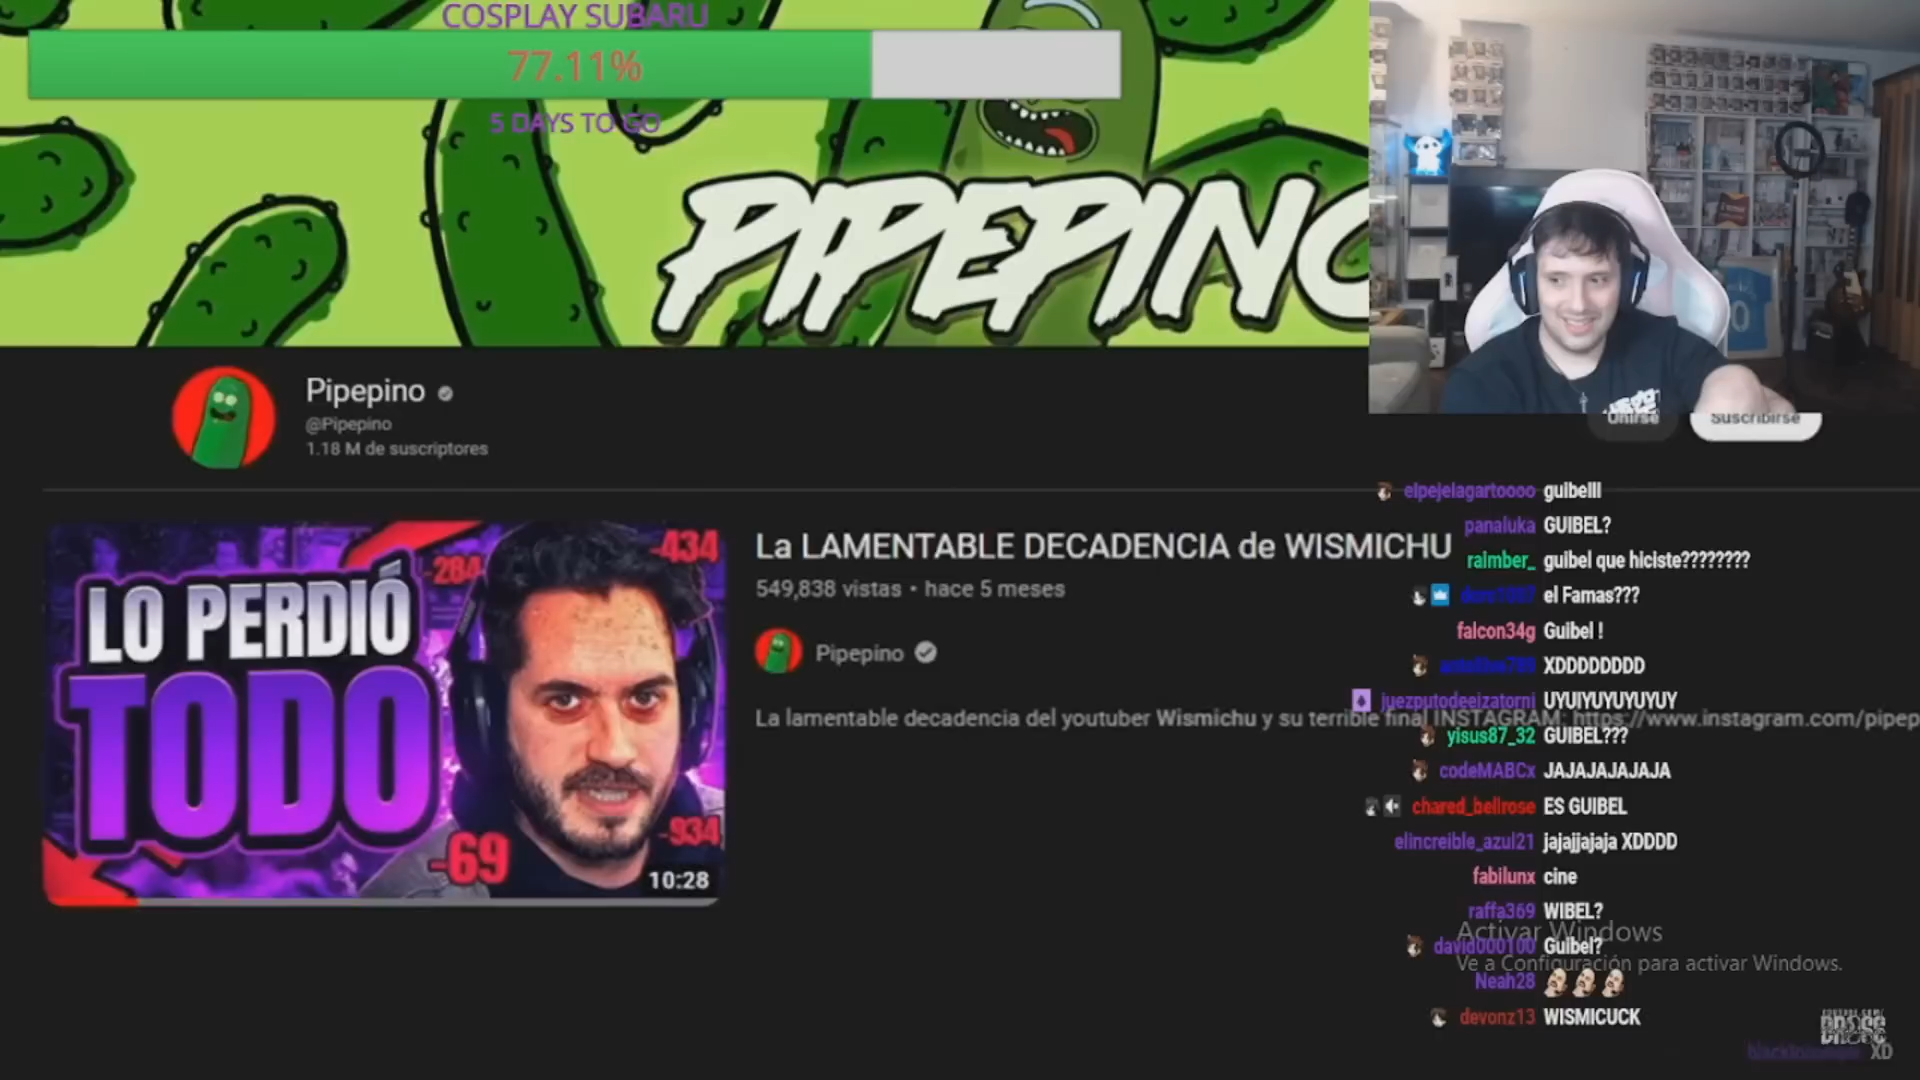 COSPLAY SUBARU
77.11%
5 DAYS TO GO
PIPEPINO
Pipepino
@Pipepino
1.18 M de suscriptores
Unirse
Suscribirse
LO PERDIÓ
TODO
-284
-434
-69
-934
10:28
La LAMENTABLE DECADENCIA de WISMICHU
549,838 vistas • hace 5 meses
Pipepino
La lamentable decadencia del youtuber Wismichu y su terrible final INSTAGRAM: https://www.instagram.com/pipep
elpejelagartoooo guibelll
panaluka GUIBEL?
raimber_ guibel que hiciste????????
el Famas???
falcon34g Guibel !
XDDDDDDDD
juezputodeeizatorni UYUIYUYUYUYUY
yisus87_32 GUIBEL???
codeMABCx JAJAJAJAJAJA
chared_bellrose ES GUIBEL
elincreible_azul21 jajajjajaja XDDDD
fabilunx cine
raffa369 WIBEL?
david000100 Guibel?
Neah28
devonz13 WISMICUCK
XD
Activar Windows
Ve a Configuración para activar Windows.